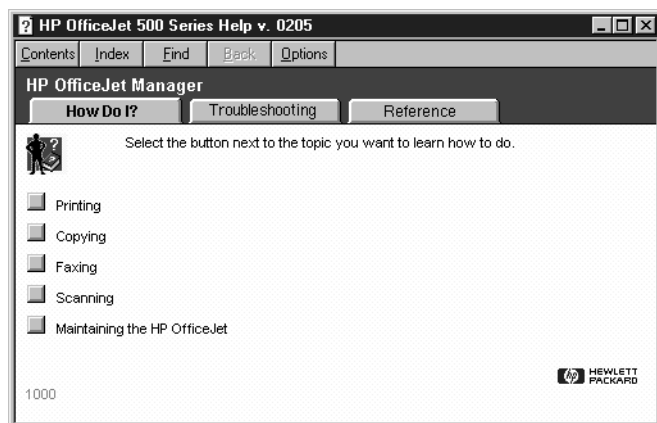 HP OfficeJet 500 Series Help v. 0205
Contents Index Find Back Options
HP OfficeJet Manager
How Do I? Troubleshooting Reference
Select the button next to the topic you want to learn how to do.
Printing
Copying
Faxing
Scanning
Maintaining the HP OfficeJet
HEWLETT
PACKARD
1000